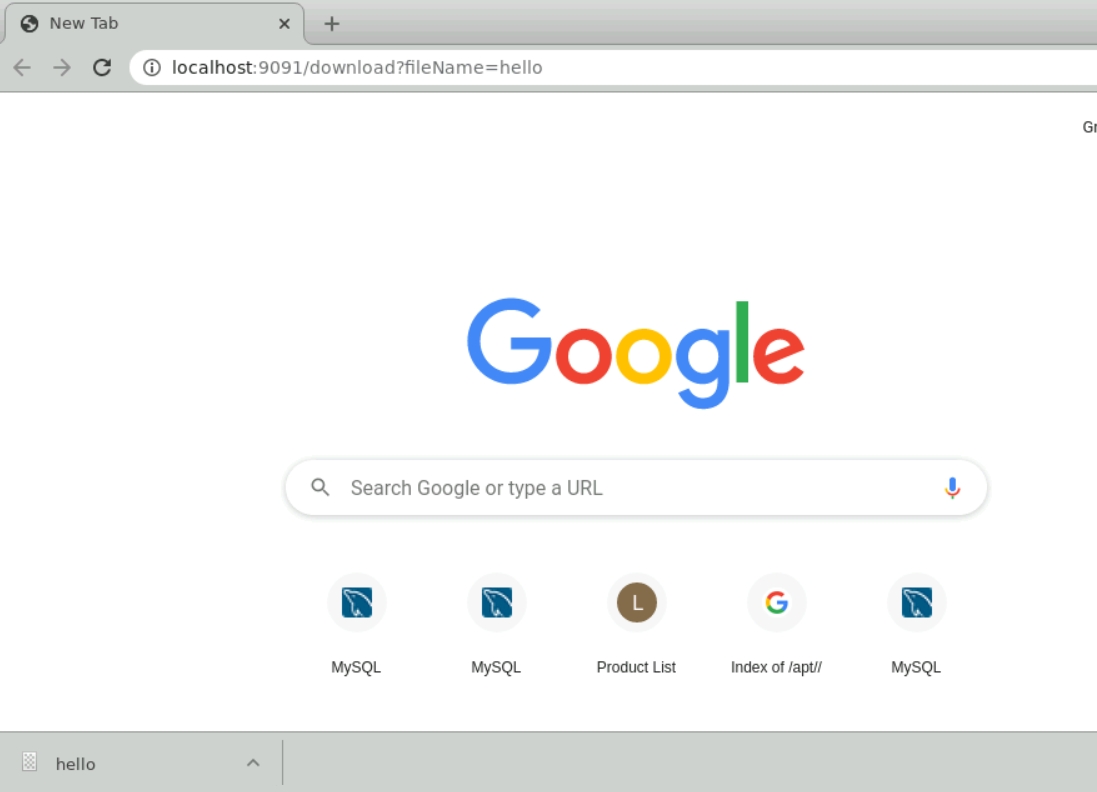 New Tab
localhost:9091/download?fileName=hello
Gr
Google
Search Google or type a URL
L
G
MySQL MySQL Product List Index of /apt// MySQL
hello